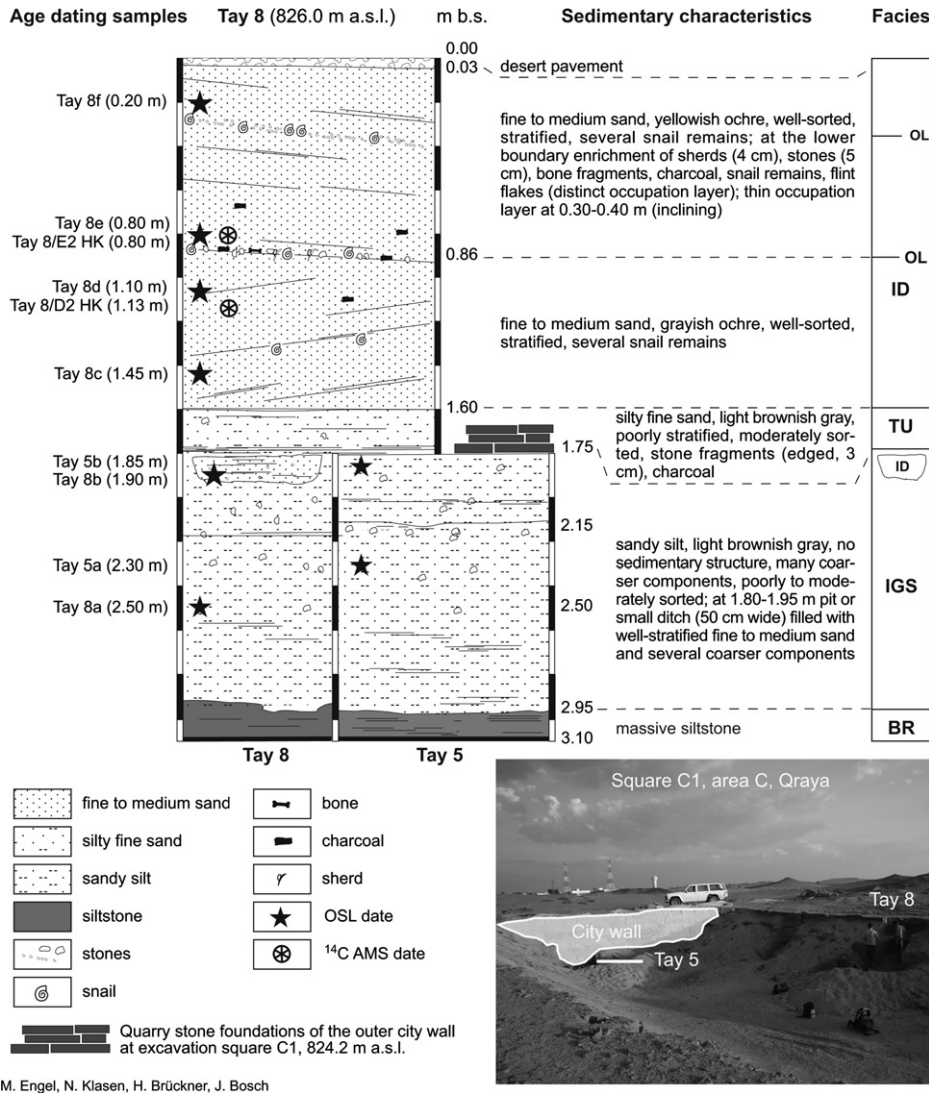 Age dating samples Tay 8 (826.0 m a.s.l.) m b.s. Sedimentary characteristics Facies
0.00
0.03
desert pavement
Tay 8f (0.20 m)
fine to medium sand, yellowish ochre, well-sorted,
stratified, several snail remains; at the lower
boundary enrichment of sherds (4 cm), stones (5
cm), bone fragments, charcoal, snail remains, flint
flakes (distinct occupation layer); thin occupation
layer at 0.30-0.40 m (inclining)
OL
Tay 8e (0.80 m)
Tay 8/E2 HK (0.80 m)
0.86
OL
ID
Tay 8d (1.10 m)
Tay 8/D2 HK (1.13 m)
fine to medium sand, grayish ochre, well-sorted,
stratified, several snail remains
Tay 8c (1.45 m)
1.60
silty fine sand, light brownish gray,
poorly stratified, moderately sor-
ted, stone fragments (edged, 3
cm), charcoal
TU
1.75
Tay 5b (1.85 m)
Tay 8b (1.90 m)
ID
2.15
sandy silt, light brownish gray, no
sedimentary structure, many coar-
ser components, poorly to mode-
rately sorted; at 1.80-1.95 m pit or
small ditch (50 cm wide) filled with
well-stratified fine to medium sand
and several coarser components
IGS
Tay 5a (2.30 m)
Tay 8a (2.50 m)
2.50
2.95
massive siltstone
BR
3.10
Tay 8 Tay 5
fine to medium sand
silty fine sand
sandy silt
siltstone
stones
snail
bone
charcoal
sherd
OSL date
14C AMS date
Quarry stone foundations of the outer city wall
at excavation square C1, 824.2 m a.s.l.
Square C1, area C, Qraya
Tay 8
City wall
Tay 5
M. Engel, N. Klasen, H. Brückner, J. Bosch